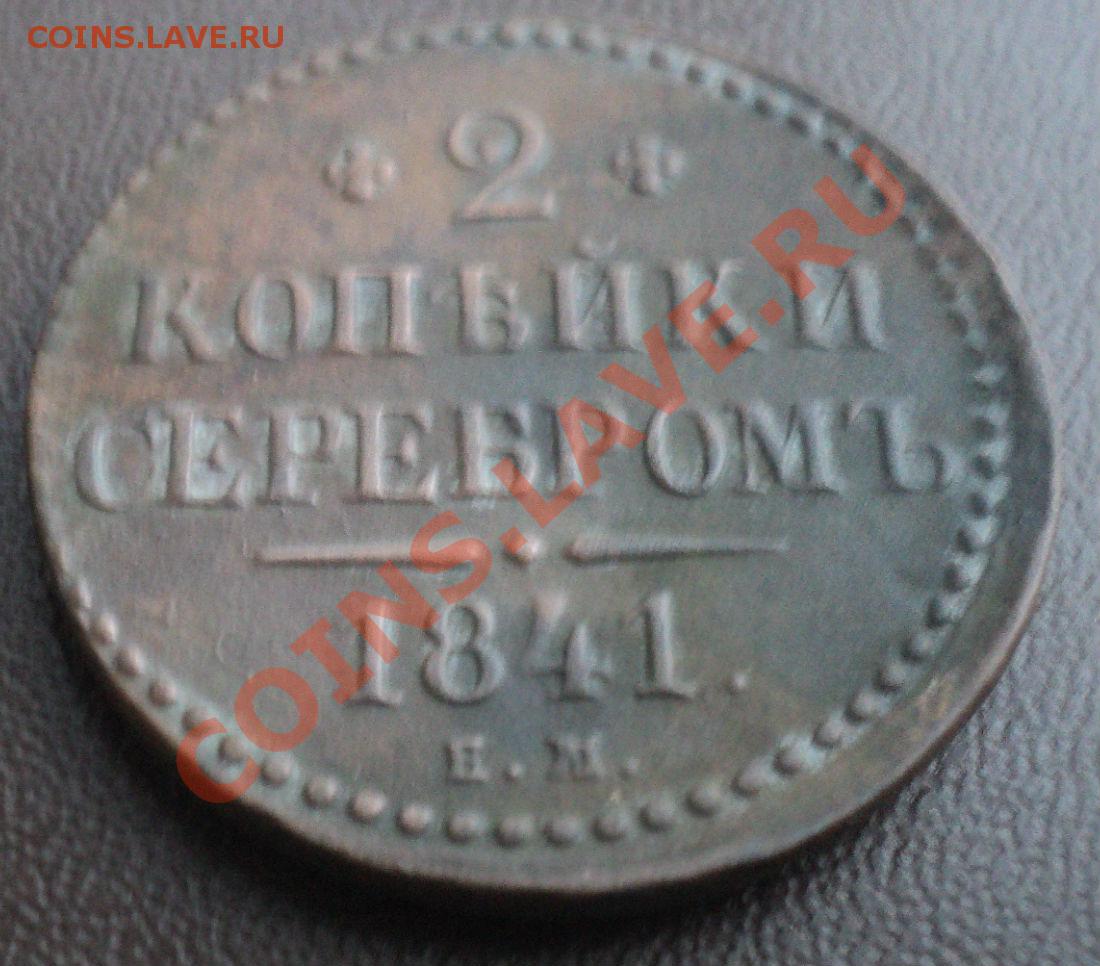 COINS.LAVE.RU
2
КОПѢЙКИ
СЕРЕБРОМЪ
1841.
Е.М.
COINS.LAVE.RU